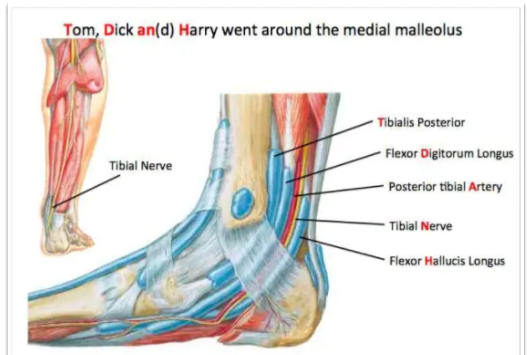 Tom, Dick an(d) Harry went around the medial malleolus
Tibial Nerve
Tibialis Posterior
Flexor Digitorum Longus
Posterior tibial Artery
Tibial Nerve
Flexor Hallucis Longus